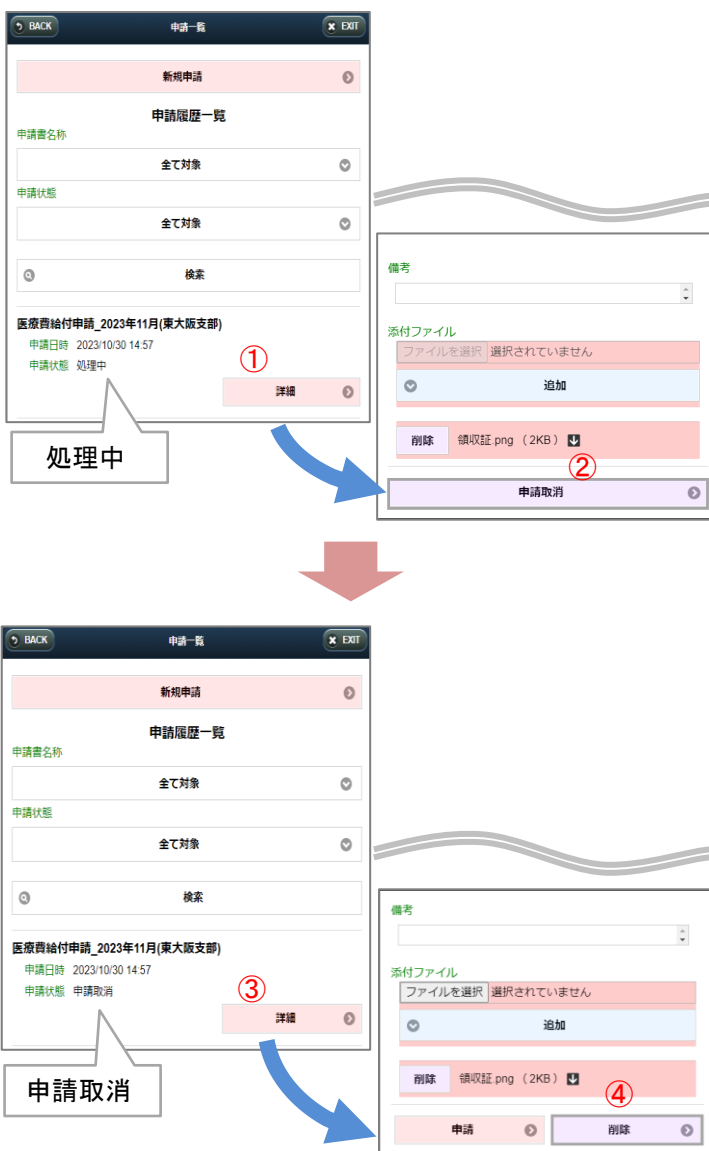 BACK
申請一覧
EXIT
新規申請
申請履歴一覧
申請書名称
全て対象
申請状態
全て対象
検索
医療費給付申請_2023年11月(東大阪支部)
申請日時 2023/10/30 14:57
申請状態 処理中
①
詳細
処理中
備考
添付ファイル
ファイルを選択 選択されていません
追加
削除 領収証.png (2KB)
②
申請取消
BACK
申請一覧
EXIT
新規申請
申請履歴一覧
申請書名称
全て対象
申請状態
全て対象
検索
医療費給付申請_2023年11月(東大阪支部)
申請日時 2023/10/30 14:57
申請状態 申請取消
③
詳細
申請取消
備考
添付ファイル
ファイルを選択 選択されていません
追加
削除 領収証.png (2KB)
④
申請 削除